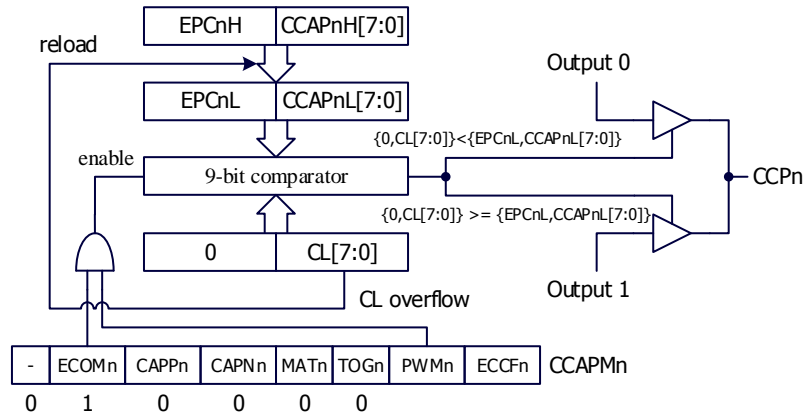 EPCnH CCAPnH[7:0]
reload
Output 0
EPCnL CCAPnL[7:0]
{0,CL[7:0]}<{EPCnL,CCAPnL[7:0]}
enable
9-bit comparator
CCPn
{0,CL[7:0]} >= {EPCnL,CCAPnL[7:0]}
0 CL[7:0]
CL overflow
Output 1
- ECOMn CAPPn CAPNn MATn TOGn PWMn ECCFn CCAPMn
0 1 0 0 0 0